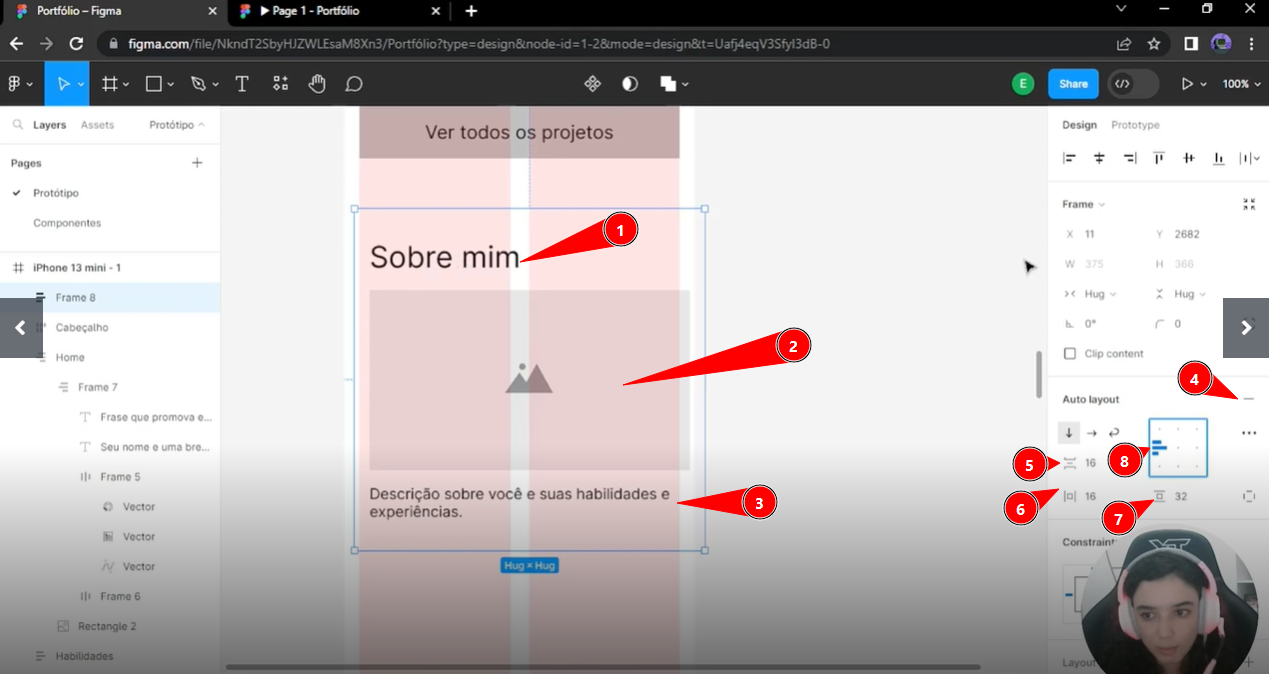 Portfólio – Figma
Page 1 - Portfólio
figma.com/file/NkndT2SbyHJZWLEsaM8Xn3/Portfólio?type=design&node-id=1-2&mode=design&t=Uafj4eqV3SfyI3dB-0
E
Share
100%
Layers
Assets
Protótipo
Pages
Protótipo
Componentes
iPhone 13 mini - 1
Frame 8
Cabeçalho
Home
Frame 7
Frase que promova e...
Seu nome e uma bre...
Frame 5
Vector
Vector
Vector
Frame 6
Rectangle 2
Habilidades
Ver todos os projetos
Sobre mim
1
2
Descrição sobre você e suas habilidades e
experiências.
3
Hug × Hug
Design
Prototype
Frame
X 11
Y 2682
W 375
H 366
Hug
Hug
0°
0
Clip content
4
Auto layout
5
16
8
6
16
7
32
Constraint
Layou